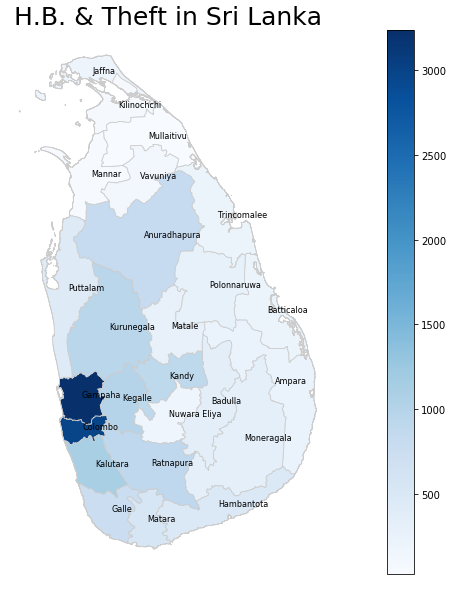 H.B. & Theft in Sri Lanka
Jaffna
Kilinochchi
Mullaitivu
Mannar
Vavuniya
Trincomalee
Anuradhapura
Puttalam
Polonnaruwa
Batticaloa
Kurunegala
Matale
Kandy
Ampara
Gampaha
Kegalle
Badulla
Nuwara Eliya
Colombo
Moneragala
Kalutara
Ratnapura
Hambantota
Galle
Matara
3000
2500
2000
1500
1000
500